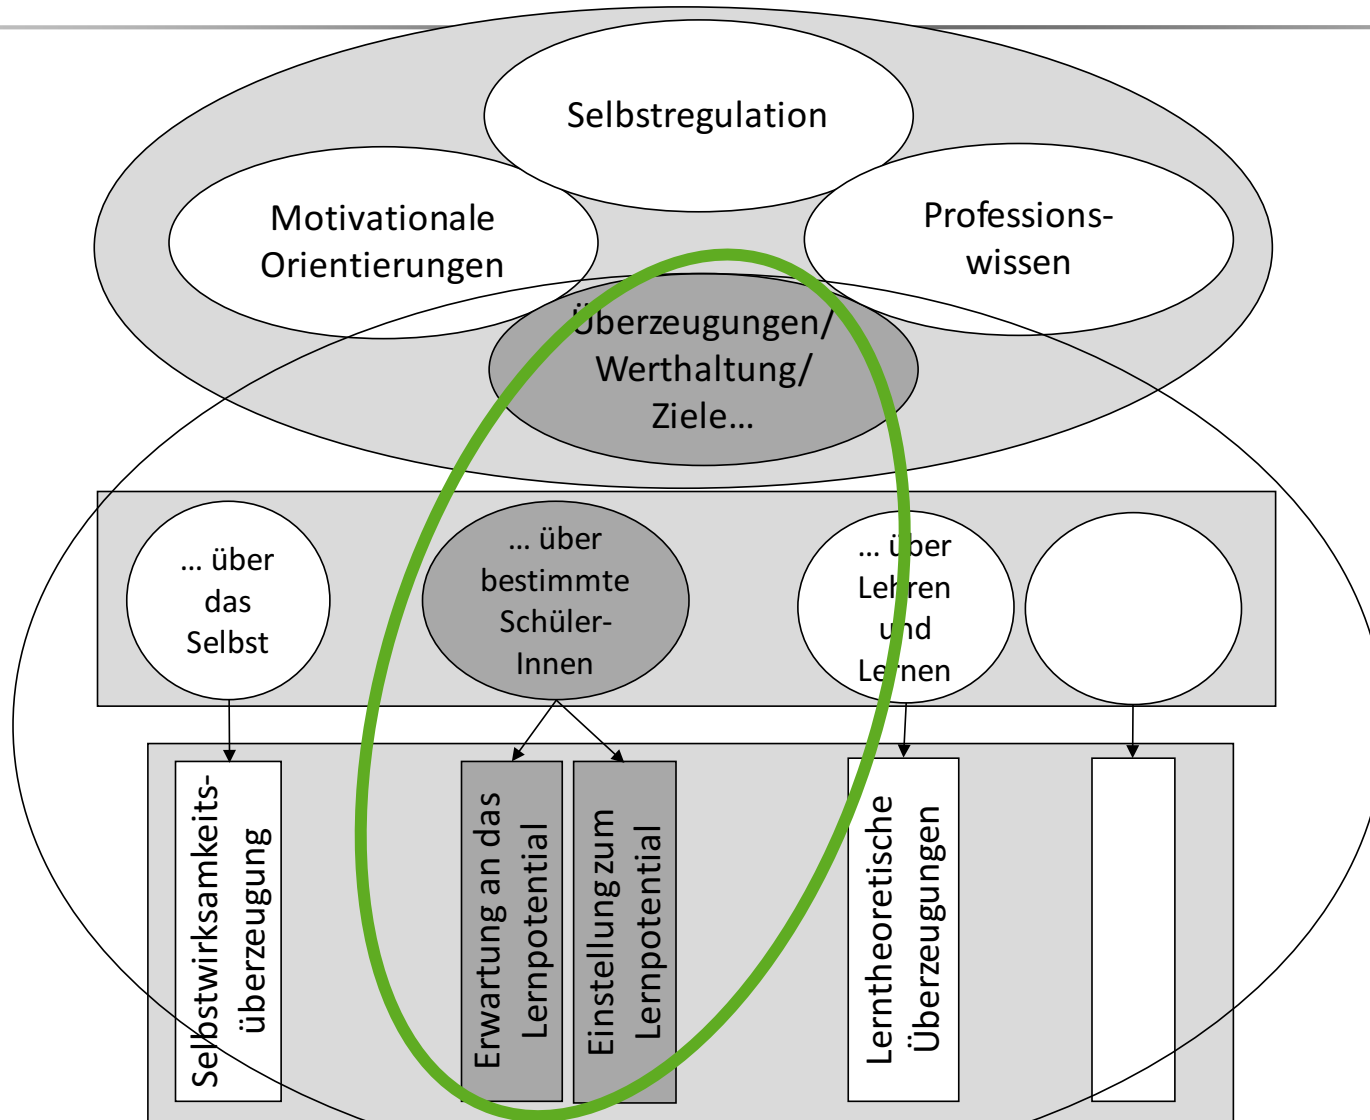 Selbstregulation
Motivationale
Orientierungen
Professions-
wissen
Überzeugungen/
Werthaltung/
Ziele...
... über
das
Selbst
... über
bestimmte
Schüler-
Innen
... über
Lehren
und
Lernen
Selbstwirksamkeits-
überzeugung
Erwartung an das
Lernpotential
Einstellung zum
Lernpotential
Lerntheoretische
Überzeugungen